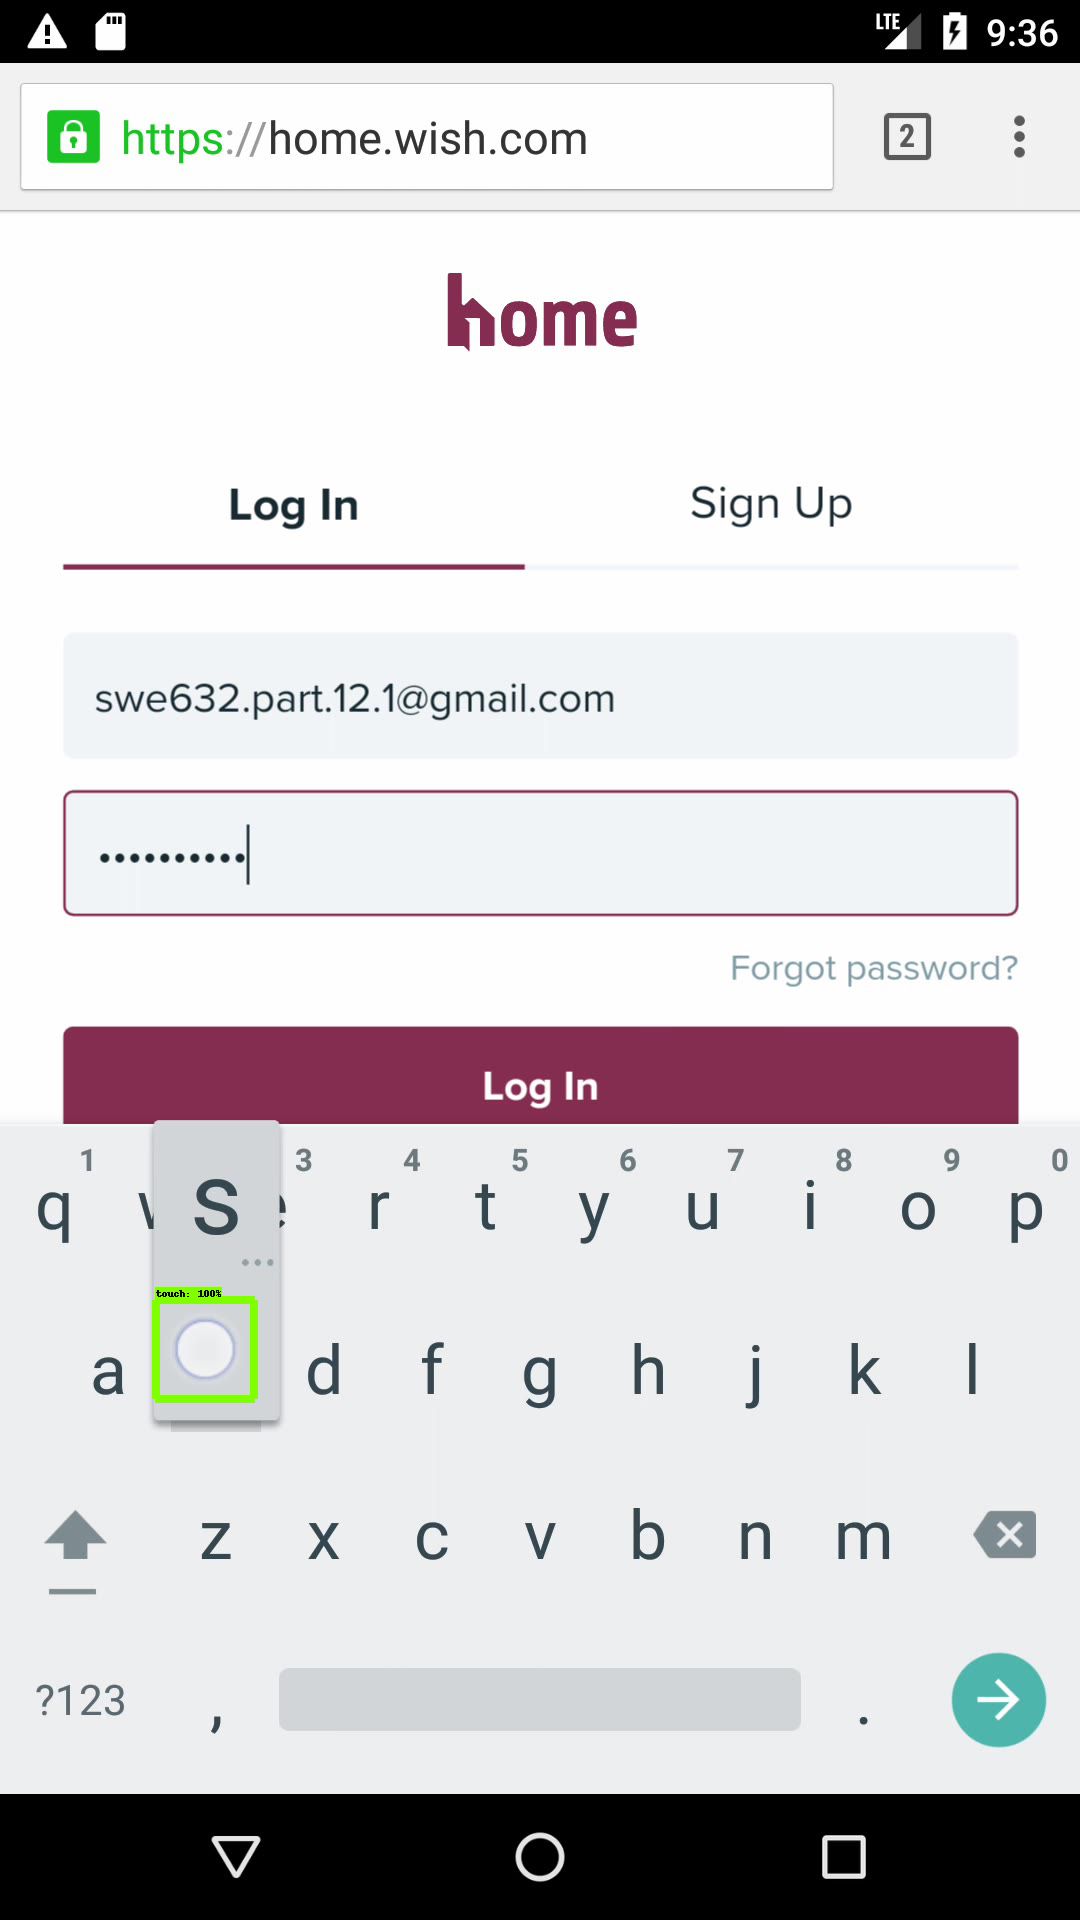 LTE 9:36
https://home.wish.com 2
home
Log In Sign Up
swe632.part.12.1@gmail.com
••••••••••
Forgot password?
Log In
1 3 4 5 6 7 8 9 0
q s r t y u i o p
touch: 100%
a d f g h j k l
z x c v b n m
?123 , .